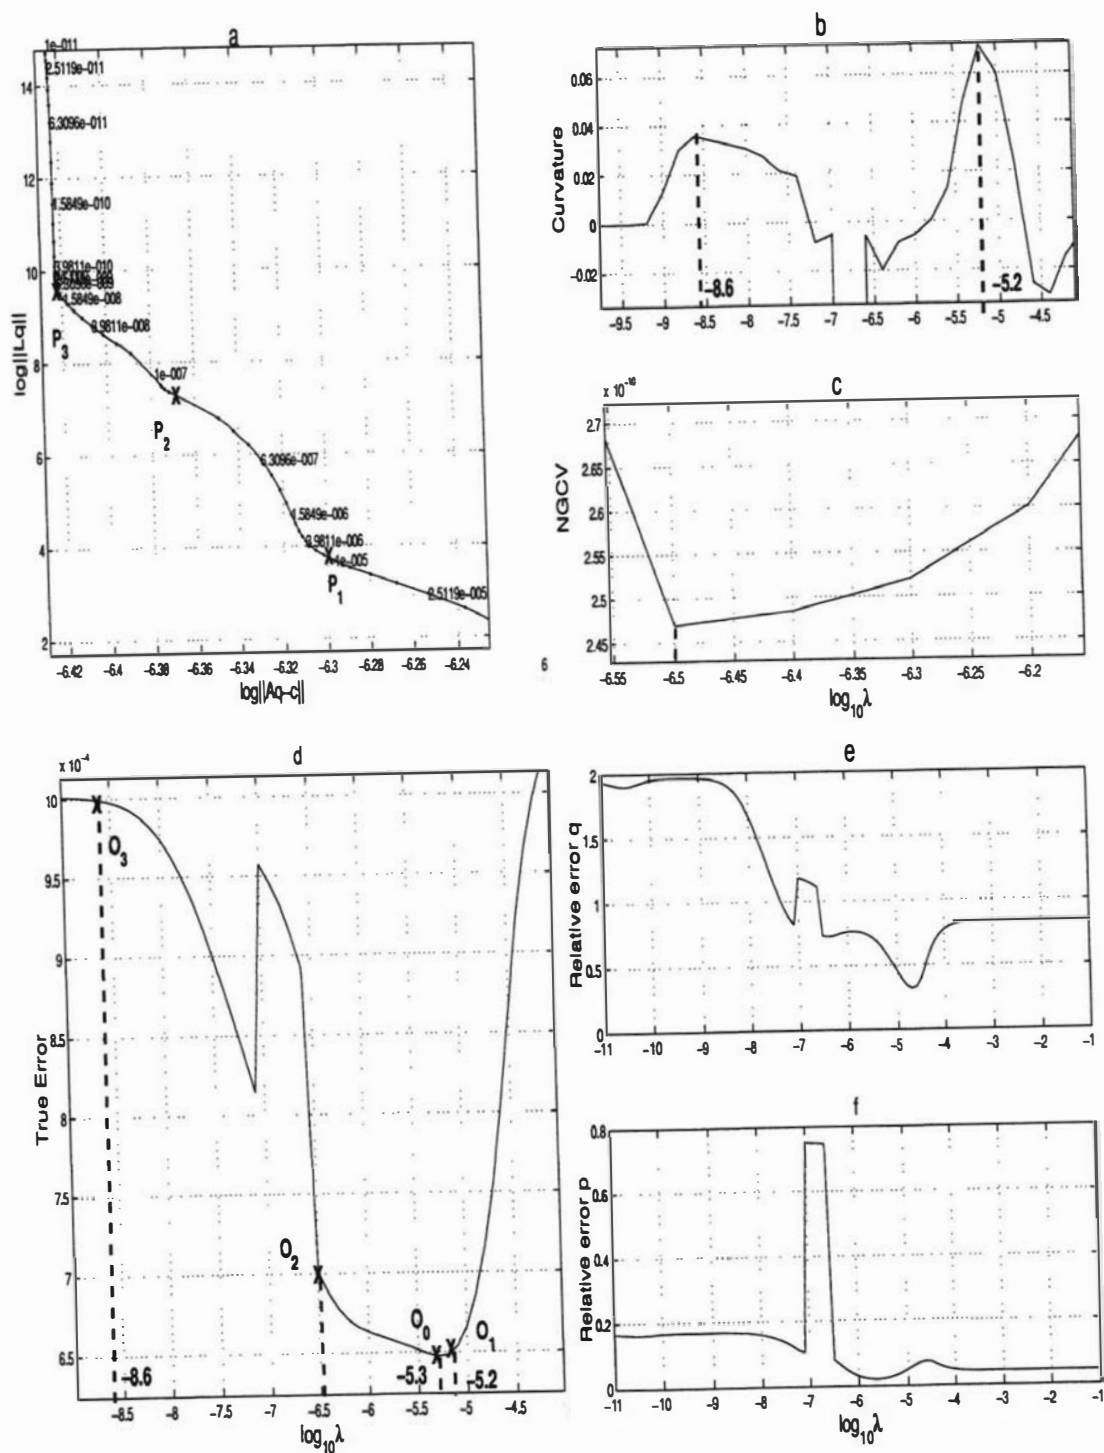 a
1e-011
2.5119e-011
6.3096e-011
1.5849e-010
3.9811e-010
1.5849e-008
3.9811e-008
1e-007
6.3096e-007
1.5849e-006
3.9811e-006
1e-005
2.5119e-005
P3
P2
P1
14
12
10
8
6
4
2
log||Lq||
-6.42 -6.4 -6.38 -6.36 -6.34 -6.32 -6.3 -6.28 -6.26 -6.24
log||Aq-c||
b
0.06
0.04
0.02
0
-0.02
Curvature
-8.6
-5.2
-9.5 -9 -8.5 -8 -7.5 -7 -6.5 -6 -5.5 -5 -4.5
c
x 10^-10
2.7
2.65
2.6
2.55
2.5
2.45
NGCV
-6.55 -6.5 -6.45 -6.4 -6.35 -6.3 -6.25 -6.2
log10λ
6
d
x 10^-4
10
9.5
9
8.5
8
7.5
7
6.5
True Error
O3
O2
O0
O1
-8.6
-5.3
-5.2
-8.5 -8 -7.5 -7 -6.5 -6 -5.5 -5 -4.5
log10λ
e
2
1.5
1
0.5
0
Relative error q
-11 -10 -9 -8 -7 -6 -5 -4 -3 -2 -1
f
0.8
0.6
0.4
0.2
0
Relative error p
-11 -10 -9 -8 -7 -6 -5 -4 -3 -2 -1
log10λ